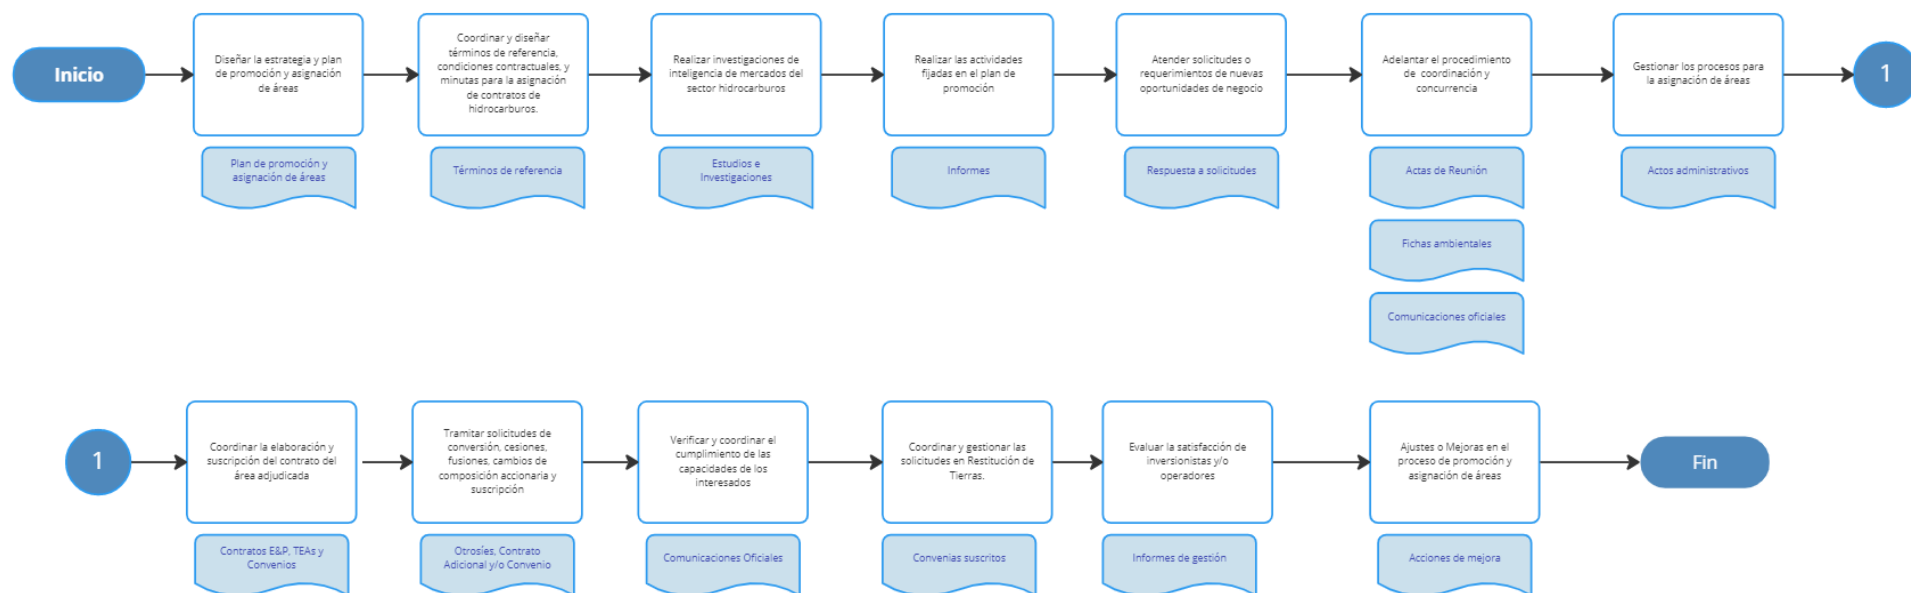 Inicio
Diseñar la estrategia y plan
de promoción y asignación
de áreas
Coordinar y diseñar
términos de referencia,
condiciones contractuales, y
minutas para la asignación
de contratos de
hidrocarburos.
Realizar investigaciones de
inteligencia de mercados del
sector hidrocarburos
Realizar las actividades
fijadas en el plan de
promoción
Atender solicitudes o
requerimientos de nuevas
oportunidades de negocio
Adelantar el procedimiento
de coordinación y
concurrencia
Gestionar los procesos para
la asignación de áreas
1
Plan de promoción y
asignación de áreas
Términos de referencia
Estudios e
Investigaciones
Informes
Respuesta a solicitudes
Actas de Reunión
Actos administrativos
Fichas ambientales
Comunicaciones oficiales
1
Coordinar la elaboración y
suscripción del contrato del
área adjudicada
Tramitar solicitudes de
conversión, cesiones,
fusiones, cambios de
composición accionaria y
suscripción
Verificar y coordinar el
cumplimiento de las
capacidades de los
interesados
Coordinar y gestionar las
solicitudes en Restitución de
Tierras.
Evaluar la satisfacción de
inversionistas y/o
operadores
Ajustes o Mejoras en el
proceso de promoción y
asignación de áreas
Fin
Contratos E&P, TEAs y
Convenios
Otrosíes, Contrato
Adicional y/o Convenio
Comunicaciones Oficiales
Convenias suscritos
Informes de gestión
Acciones de mejora